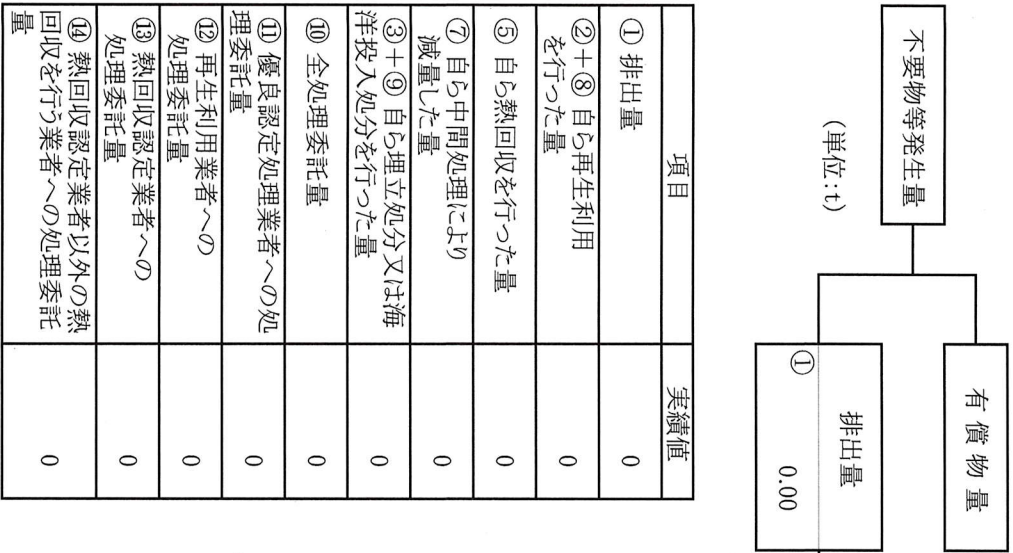 不要物等発生量
(単位:t)
有償物量
①
排出量
0.00
項目
実績値
① 排出量
0
②+⑧ 自ら再生利用
を行った量
0
⑤ 自ら熱回収を行った量
0
⑦ 自ら中間処理により
減量した量
0
③+⑨ 自ら埋立処分又は海
洋投入処分を行った量
0
⑩ 全処理委託量
0
⑪ 優良認定処理業者への処
理委託量
0
⑫ 再生利用業者への
処理委託量
0
⑬ 熱回収認定業者への
処理委託量
0
⑭ 熱回収認定業者以外の熱
回収を行う業者への処理委託
量
0